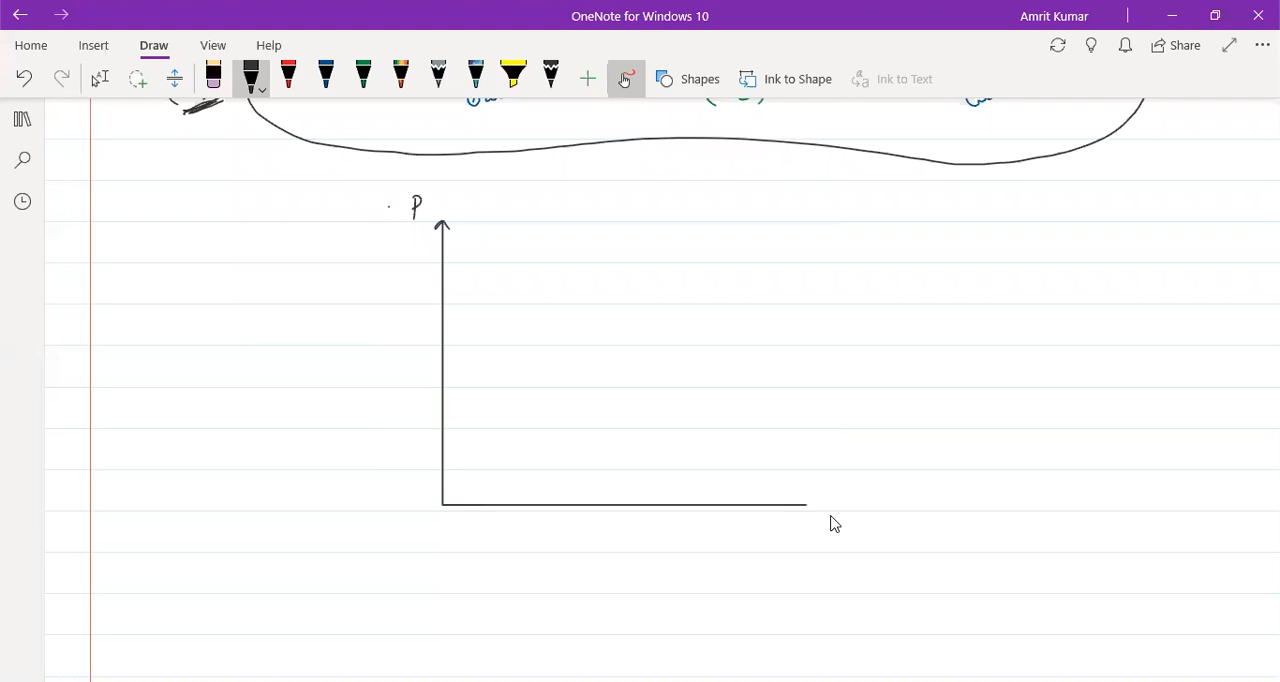 OneNote for Windows 10
Amrit Kumar
Home Insert Draw View Help
Share
Shapes Ink to Shape Ink to Text
P